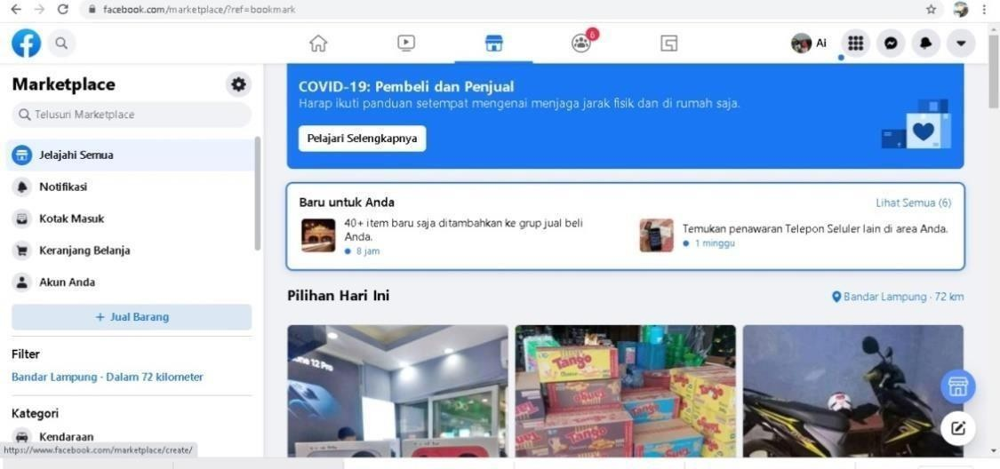 facebook.com/marketplace/?ref=bookmark
6
Ai
Marketplace
Telusuri Marketplace
Jelajahi Semua
Notifikasi
Kotak Masuk
Keranjang Belanja
Akun Anda
+ Jual Barang
Filter
Bandar Lampung · Dalam 72 kilometer
Kategori
Kendaraan
https://www.facebook.com/marketplace/create/
COVID-19: Pembeli dan Penjual
Harap ikuti panduan setempat mengenai menjaga jarak fisik dan di rumah saja.
Pelajari Selengkapnya
Baru untuk Anda
Lihat Semua (6)
40+ item baru saja ditambahkan ke grup jual beli
Anda.
8 jam
Temukan penawaran Telepon Seluler lain di area Anda.
1 minggu
Pilihan Hari Ini
Bandar Lampung · 72 km
12 Pro
Tango
Tango
Tango